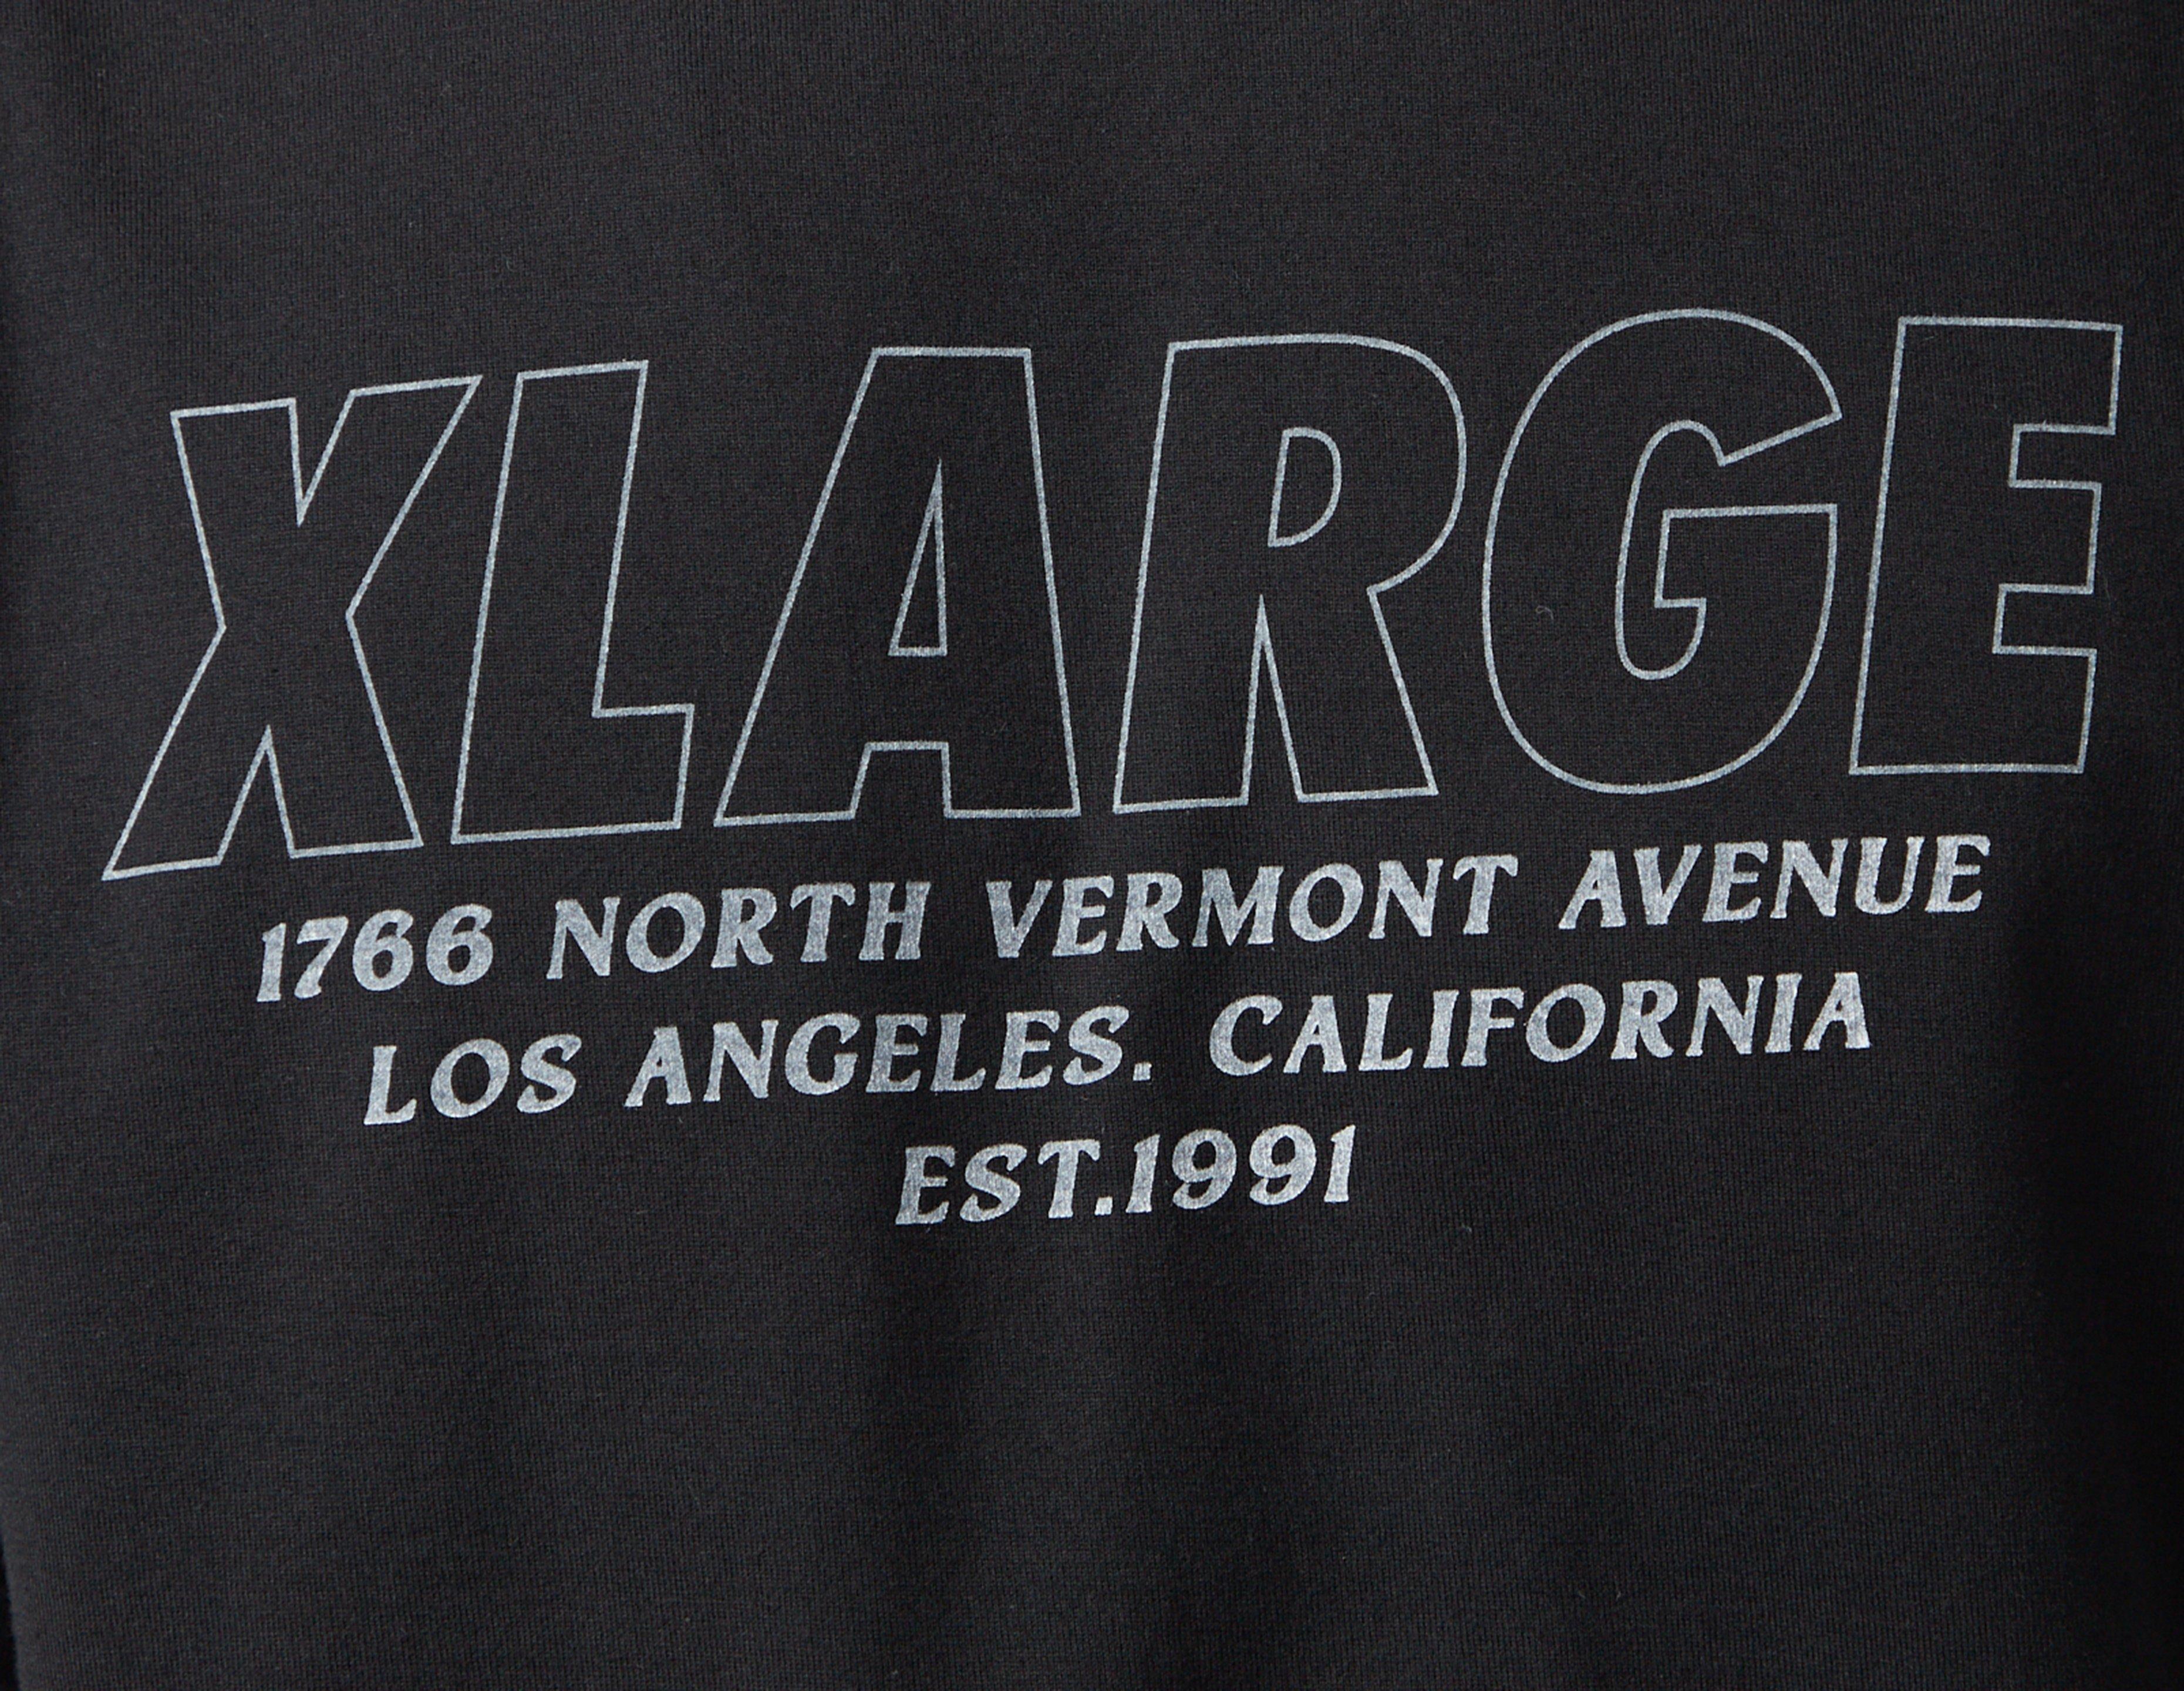 XLARGE
1766 NORTH VERMONT AVENUE
LOS ANGELES. CALIFORNIA
EST.1991